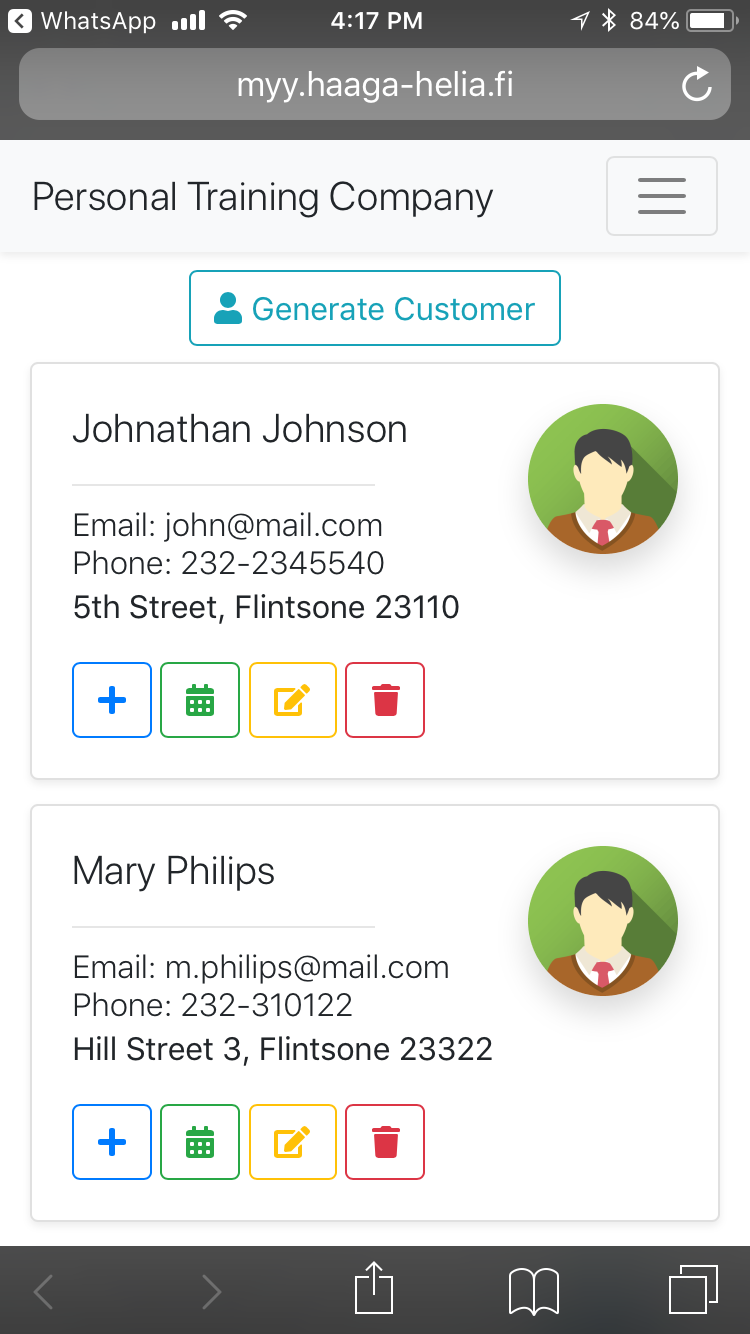 WhatsApp 4:17 PM 84%
myy.haaga-helia.fi
Personal Training Company
Generate Customer
Johnathan Johnson
Email: john@mail.com
Phone: 232-2345540
5th Street, Flintsone 23110
Mary Philips
Email: m.philips@mail.com
Phone: 232-310122
Hill Street 3, Flintsone 23322